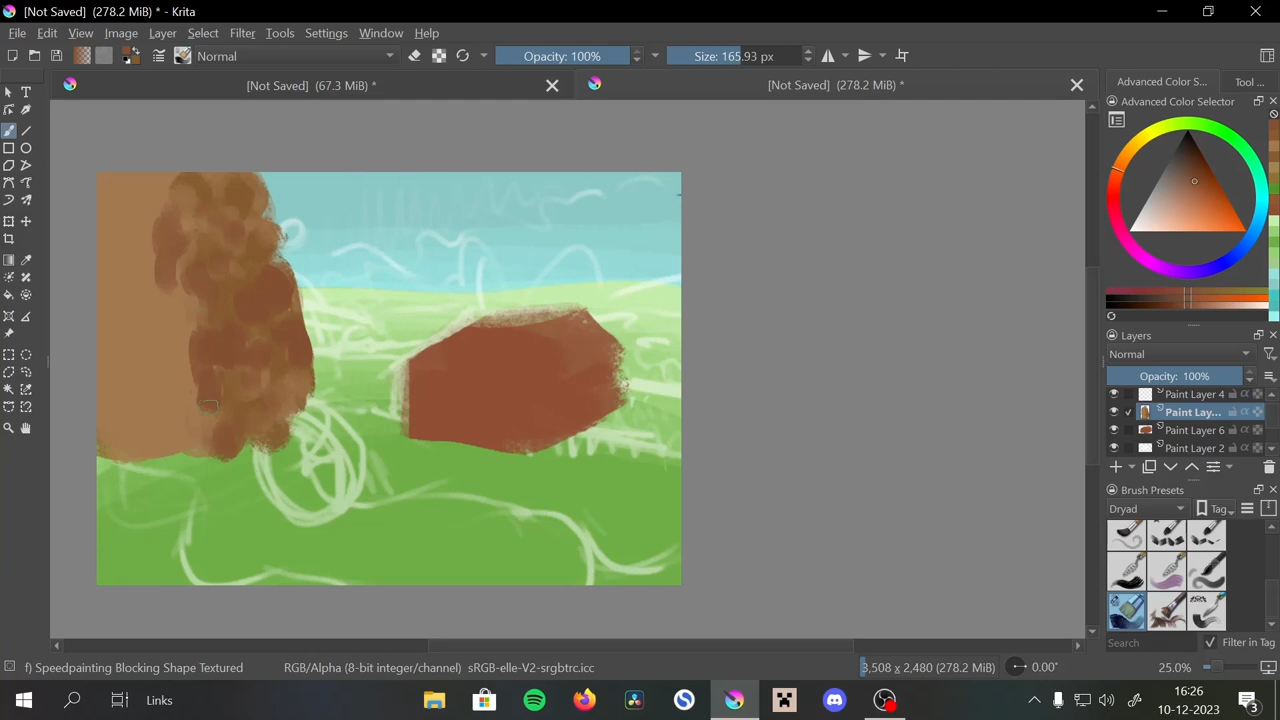 [Not Saved] (278.2 MiB) * - Krita
File Edit View Image Layer Select Filter Tools Settings Window Help
Normal
Opacity: 100%
Size: 165.93 px
[Not Saved] (67.3 MiB) *
[Not Saved] (278.2 MiB) *
Advanced Color S...
Tool ...
Advanced Color Selector
Layers
Normal
Opacity: 100%
Paint Layer 4
Paint Lay...
Paint Layer 6
Paint Layer 2
Brush Presets
Dryad
Tag
Search
Filter in Tag
f) Speedpainting Blocking Shape Textured
RGB/Alpha (8-bit integer/channel) sRGB-elle-V2-srgbtrc.icc
3,508 x 2,480 (278.2 MiB)
0.00°
25.0%
Links
16:26
10-12-2023
3